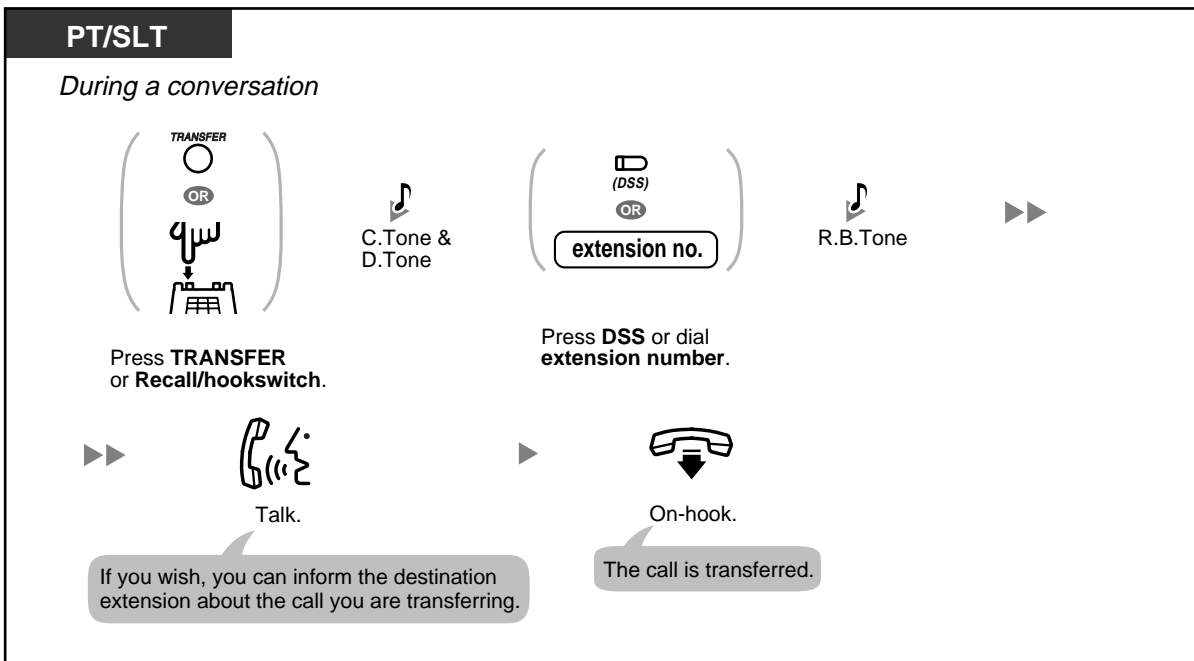 PT/SLT
During a conversation
TRANSFER
OR
C.Tone &
D.Tone
(DSS)
OR
extension no.
R.B.Tone
Press TRANSFER
or Recall/hookswitch.
Press DSS or dial
extension number.
Talk.
If you wish, you can inform the destination
extension about the call you are transferring.
On-hook.
The call is transferred.